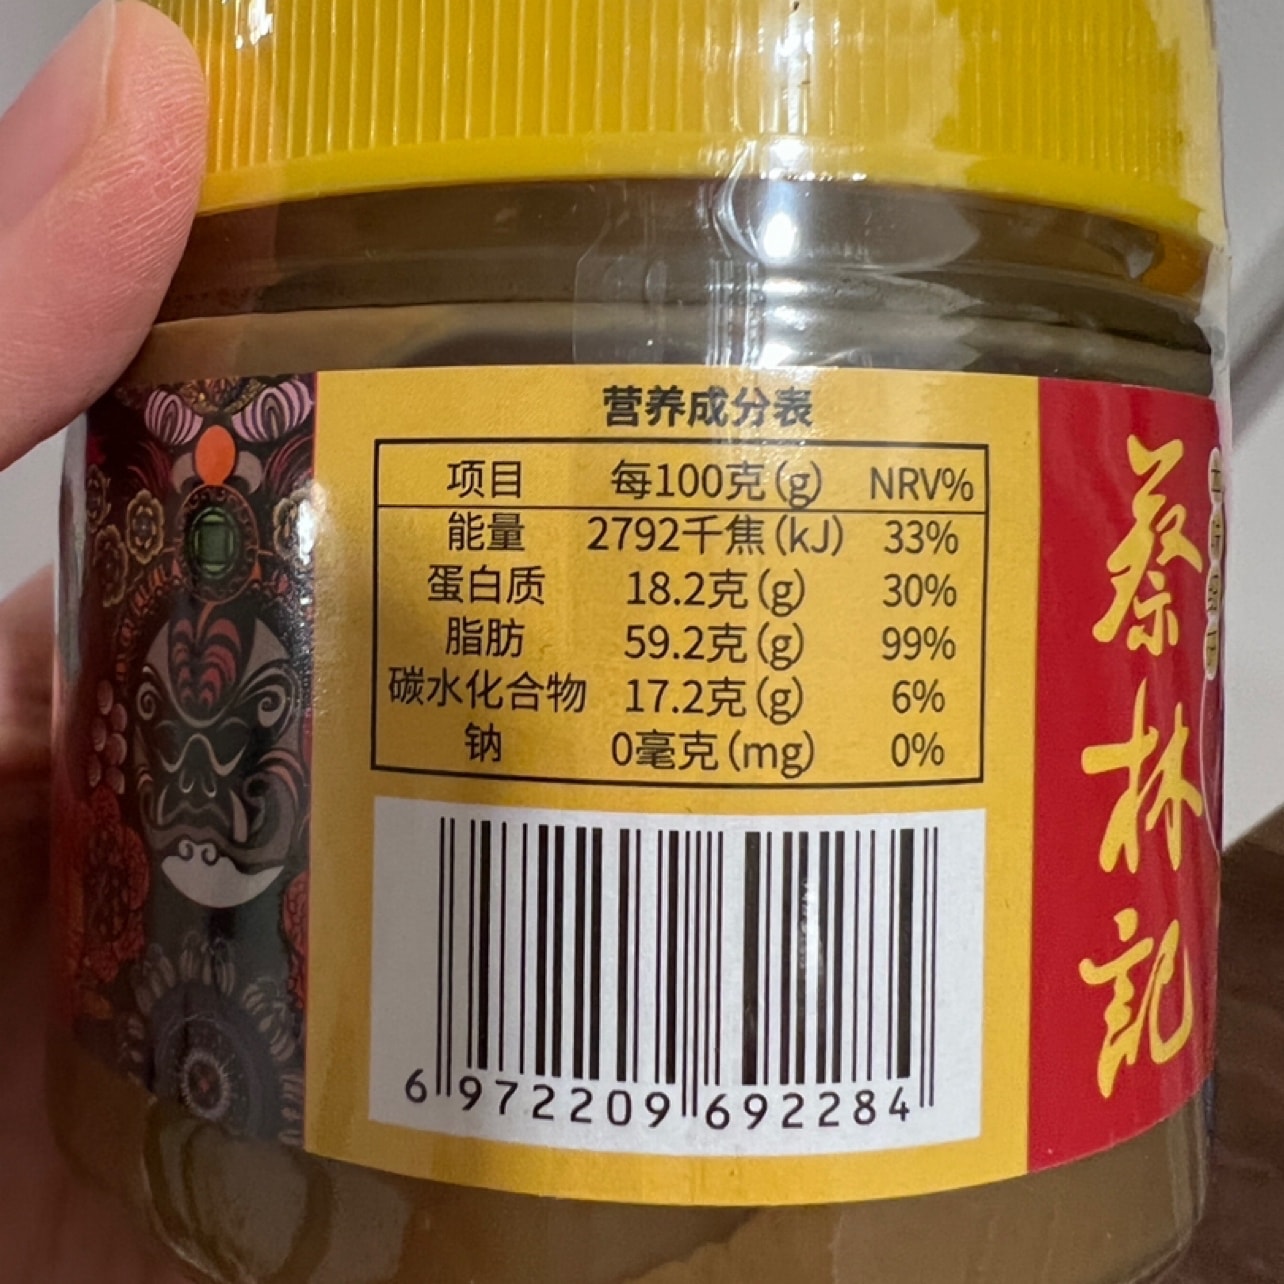 营养成分表
项目 每100克(g) NRV%
能量 2792千焦(kJ) 33%
蛋白质 18.2克(g) 30%
脂肪 59.2克(g) 99%
碳水化合物 17.2克(g) 6%
钠 0毫克(mg) 0%
6 972209 692284
蔡林記